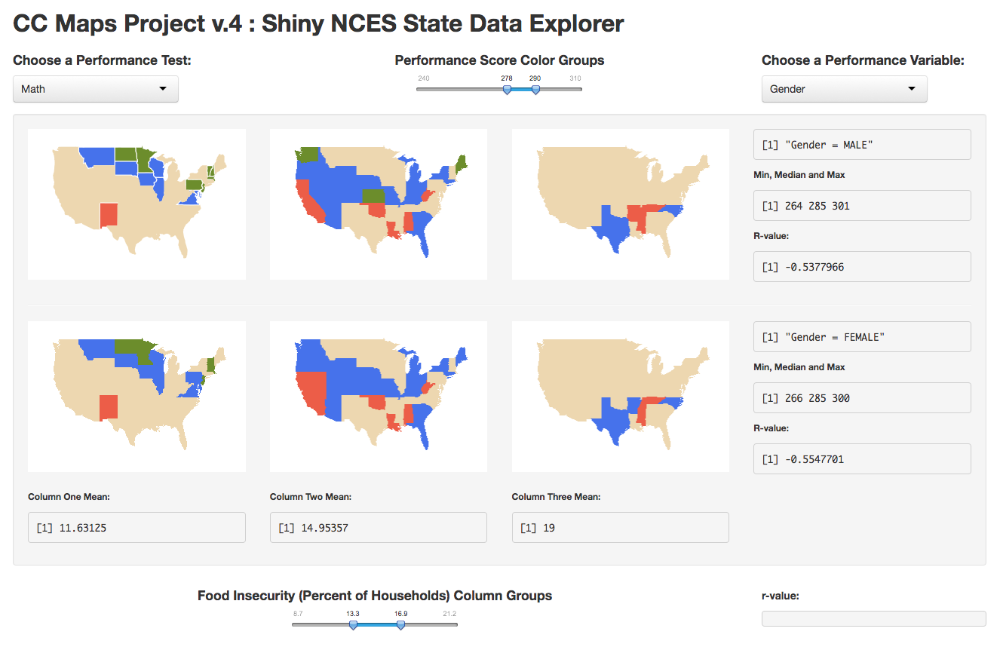 CC Maps Project v.4 : Shiny NCES State Data Explorer
Choose a Performance Test:
Math
Performance Score Color Groups
240 278 290 310
Choose a Performance Variable:
Gender
[1] "Gender = MALE"
Min, Median and Max
[1] 264 285 301
R-value:
[1] -0.5377966
[1] "Gender = FEMALE"
Min, Median and Max
[1] 266 285 300
R-value:
[1] -0.5547701
Column One Mean:
[1] 11.63125
Column Two Mean:
[1] 14.95357
Column Three Mean:
[1] 19
Food Insecurity (Percent of Households) Column Groups
8.7 13.3 16.9 21.2
r-value: